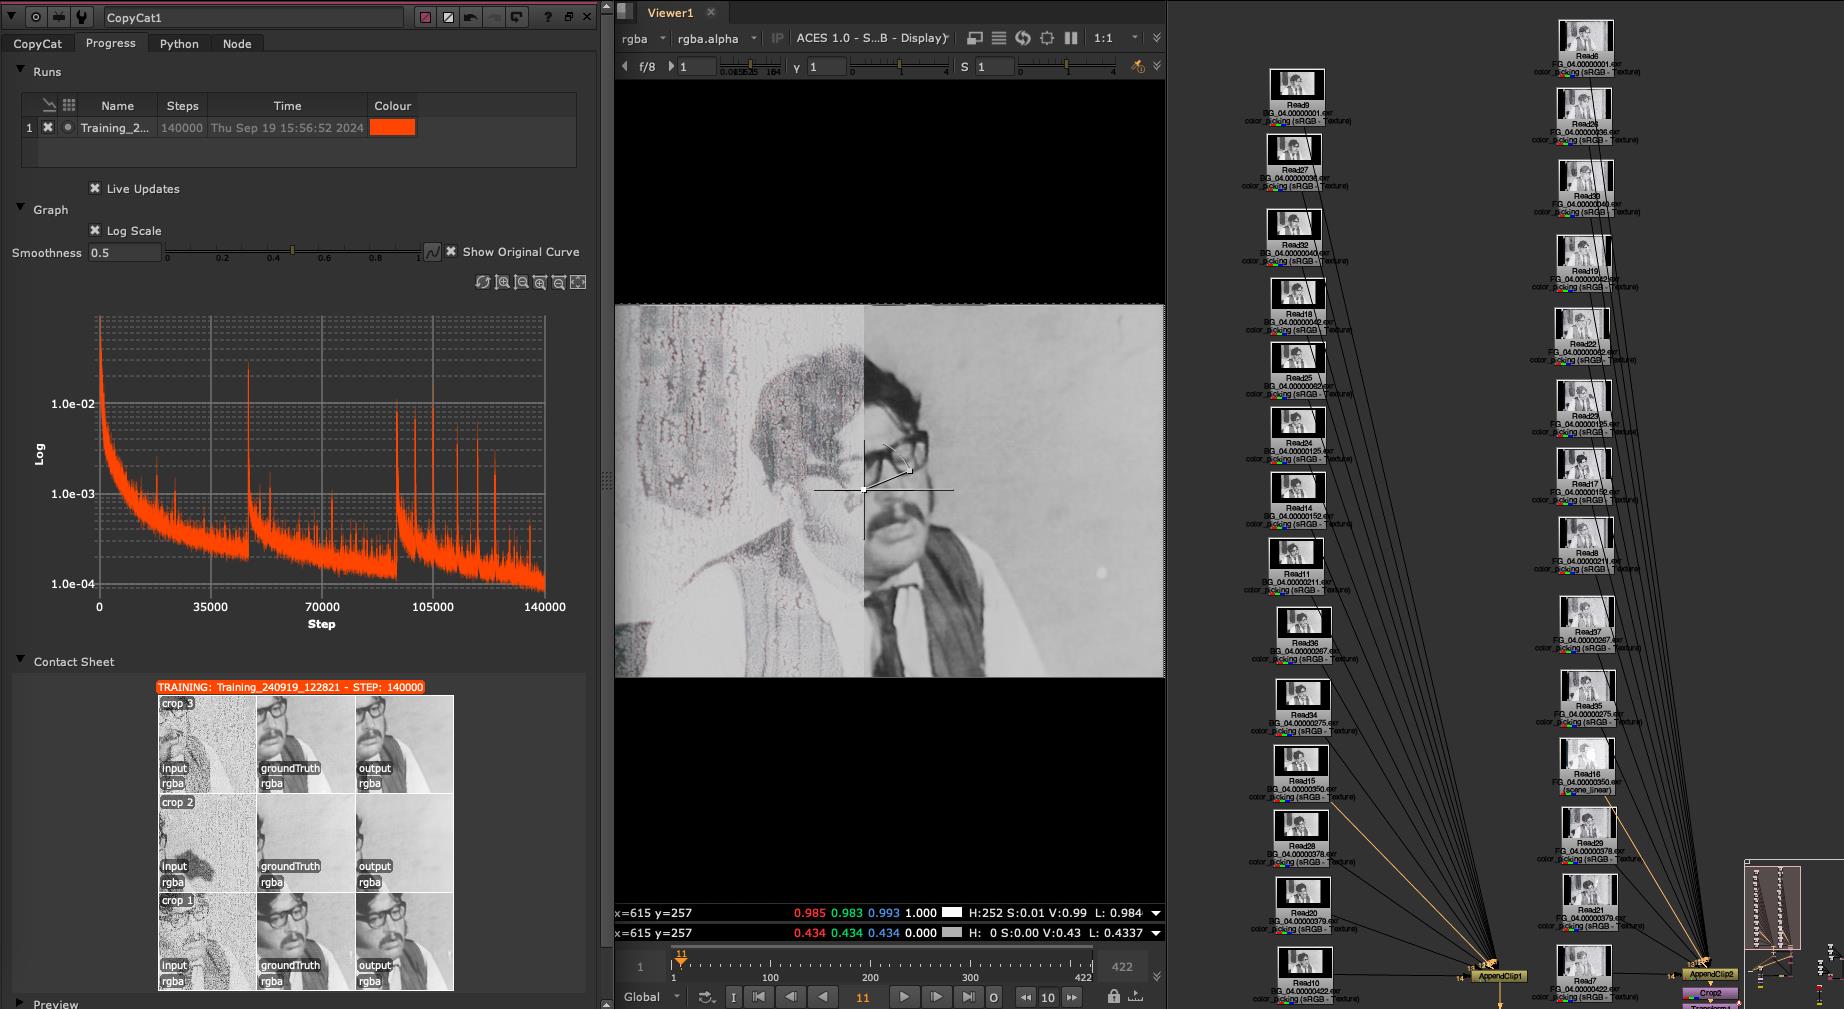 CopyCat1
CopyCat Progress Python Node
Runs
Name Steps Time Colour
1 Training_2... 140000 Thu Sep 19 15:56:52 2024
Live Updates
Graph
Log Scale
Smoothness 0.5 0 0.2 0.4 0.6 0.8 1 Show Original Curve
1.0e-02
Log
1.0e-03
1.0e-04
0 35000 70000 105000 140000
Step
Contact Sheet
TRAINING: Training_240919_122821 - STEP: 140000
crop 3
input groundTruth output
rgba rgba rgba
crop 2
input groundTruth output
rgba rgba rgba
crop 1
input groundTruth output
rgba rgba rgba
Preview
Viewer1
rgba rgba.alpha IP ACES 1.0 - S...B - Display) 1:1
f/8 1 γ 1 0 1 4 S 1 0 1 4
x=615 y=257 0.985 0.983 0.993 1.000 H:252 S:0.01 V:0.99 L: 0.984
x=615 y=257 0.434 0.434 0.434 0.000 H: 0 S:0.00 V:0.43 L: 0.4337
1 11 1 100 200 300 422 422
Global I 11 O 10
Read9
BG_04.00000001.exr
color_picking (sRGB - Texture)
Read27
BG_04.00000036.exr
color_picking (sRGB - Texture)
Read32
BG_04.00000040.exr
color_picking (sRGB - Texture)
Read18
BG_04.00000042.exr
color_picking (sRGB - Texture)
Read25
BG_04.00000062.exr
color_picking (sRGB - Texture)
Read24
BG_04.00000125.exr
color_picking (sRGB - Texture)
Read14
BG_04.00000152.exr
color_picking (sRGB - Texture)
Read11
BG_04.00000211.exr
color_picking (sRGB - Texture)
Read36
BG_04.00000267.exr
color_picking (sRGB - Texture)
Read34
BG_04.00000275.exr
color_picking (sRGB - Texture)
Read15
BG_04.00000350.exr
color_picking (sRGB - Texture)
Read28
BG_04.00000378.exr
color_picking (sRGB - Texture)
Read20
BG_04.00000379.exr
color_picking (sRGB - Texture)
Read10
BG_04.00000422.exr
color_picking (sRGB - Texture)
Read6
FG_04.00000001.exr
color_picking (sRGB - Texture)
Read26
FG_04.00000036.exr
color_picking (sRGB - Texture)
FG_04.00000040.exr
color_picking (sRGB - Texture)
Read19
FG_04.00000042.exr
color_picking (sRGB - Texture)
Read22
FG_04.00000062.exr
color_picking (sRGB - Texture)
Read23
FG_04.00000125.exr
color_picking (sRGB - Texture)
Read17
FG_04.00000152.exr
color_picking (sRGB - Texture)
Read8
FG_04.00000211.exr
color_picking (sRGB - Texture)
Read37
FG_04.00000267.exr
color_picking (sRGB - Texture)
Read35
FG_04.00000275.exr
color_picking (sRGB - Texture)
Read16
FG_04.00000350.exr
(scene_linear)
Read29
FG_04.00000378.exr
color_picking (sRGB - Texture)
Read21
FG_04.00000379.exr
color_picking (sRGB - Texture)
Read7
FG_04.00000422.exr
color_picking (sRGB - Texture)
AppendClip1
AppendClip2
Crop2